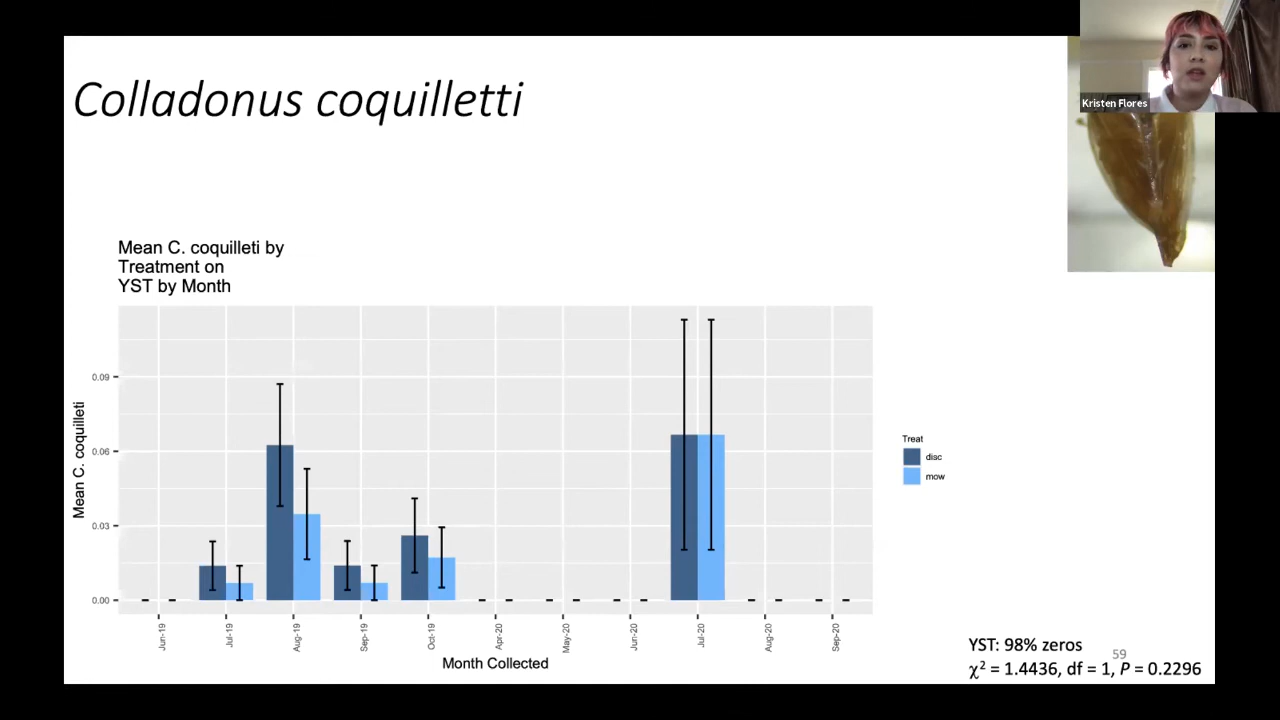 Colladonus coquilletti
Kristen Flores
Mean C. coquilleti by
Treatment on
YST by Month
Mean C. coquilleti
0.09
0.06
0.03
0.00
Jun-19
Jul-19
Aug-19
Sep-19
Oct-19
Apr-20
May-20
Jun-20
Jul-20
Aug-20
Sep-20
Month Collected
Treat
disc
mow
YST: 98% zeros
59
χ² = 1.4436, df = 1, P = 0.2296